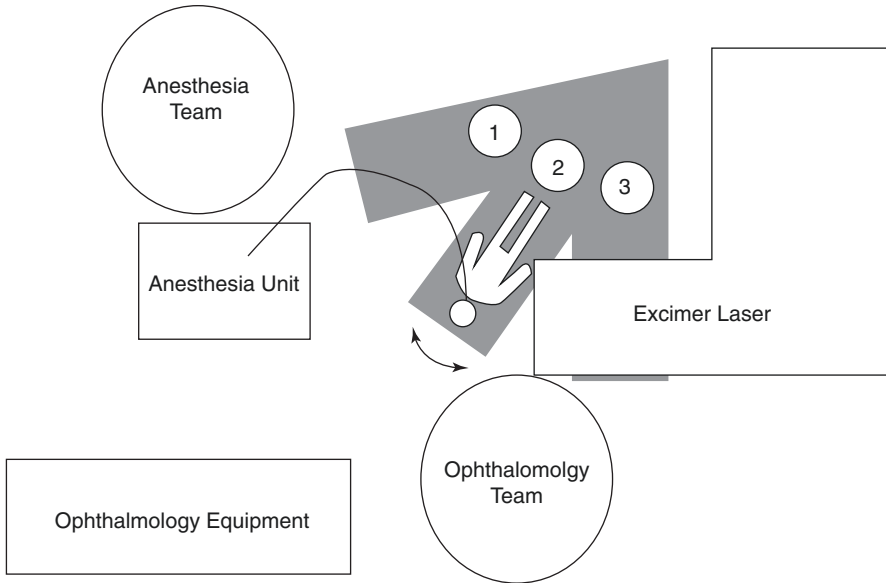 Anesthesia
Team
1
2
3
Anesthesia Unit
Excimer Laser
Ophthalomolgy
Team
Ophthalmology Equipment